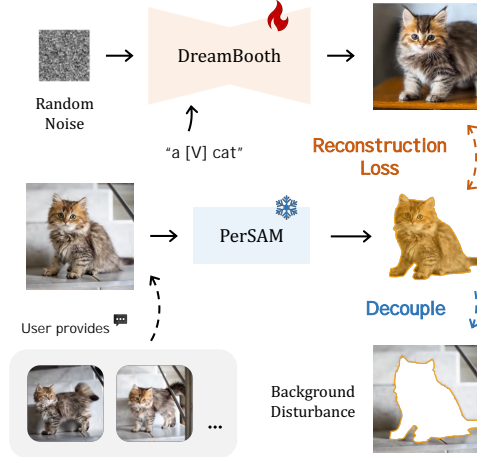 DreamBooth
Random
Noise
"a [V] cat"
Reconstruction
Loss
PerSAM
Decouple
User provides
Background
Disturbance
...